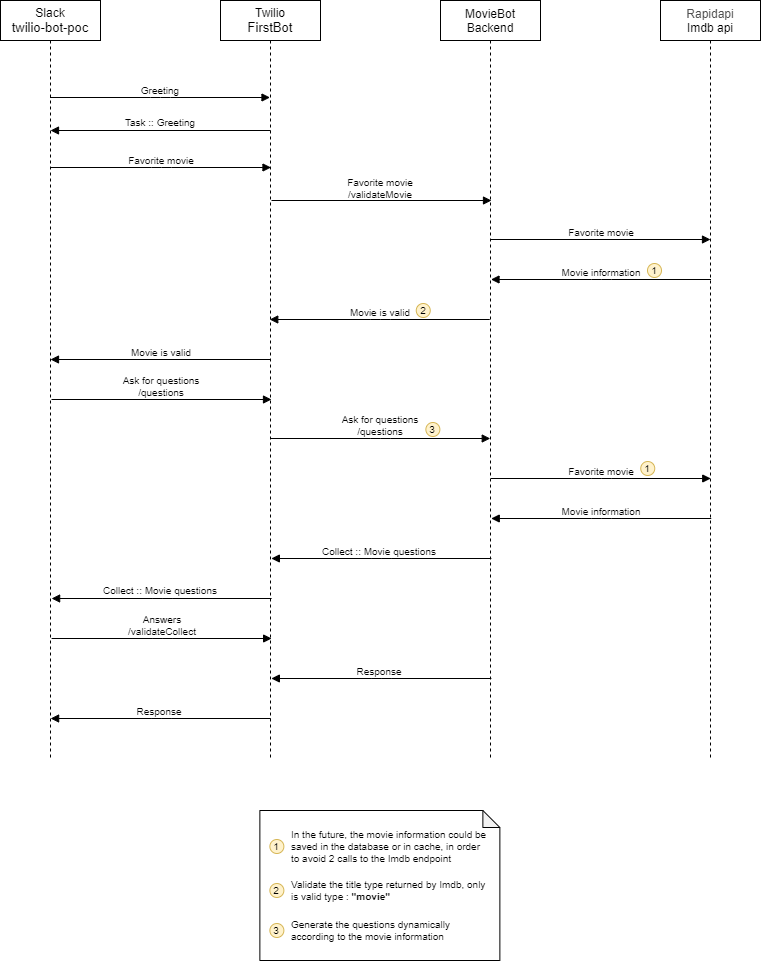 Slack
twilio-bot-poc
Twilio
FirstBot
MovieBot
Backend
Rapidapi
Imdb api
Greeting
Task :: Greeting
Favorite movie
Favorite movie
/validateMovie
Favorite movie
Movie information 1
Movie is valid 2
Movie is valid
Ask for questions
/questions
Ask for questions
/questions 3
Favorite movie 1
Movie information
Collect :: Movie questions
Collect :: Movie questions
Answers
/validateCollect
Response
Response
1 In the future, the movie information could be
saved in the database or in cache, in order
to avoid 2 calls to the Imdb endpoint
2 Validate the title type returned by Imdb, only
is valid type : "movie"
3 Generate the questions dynamically
according to the movie information